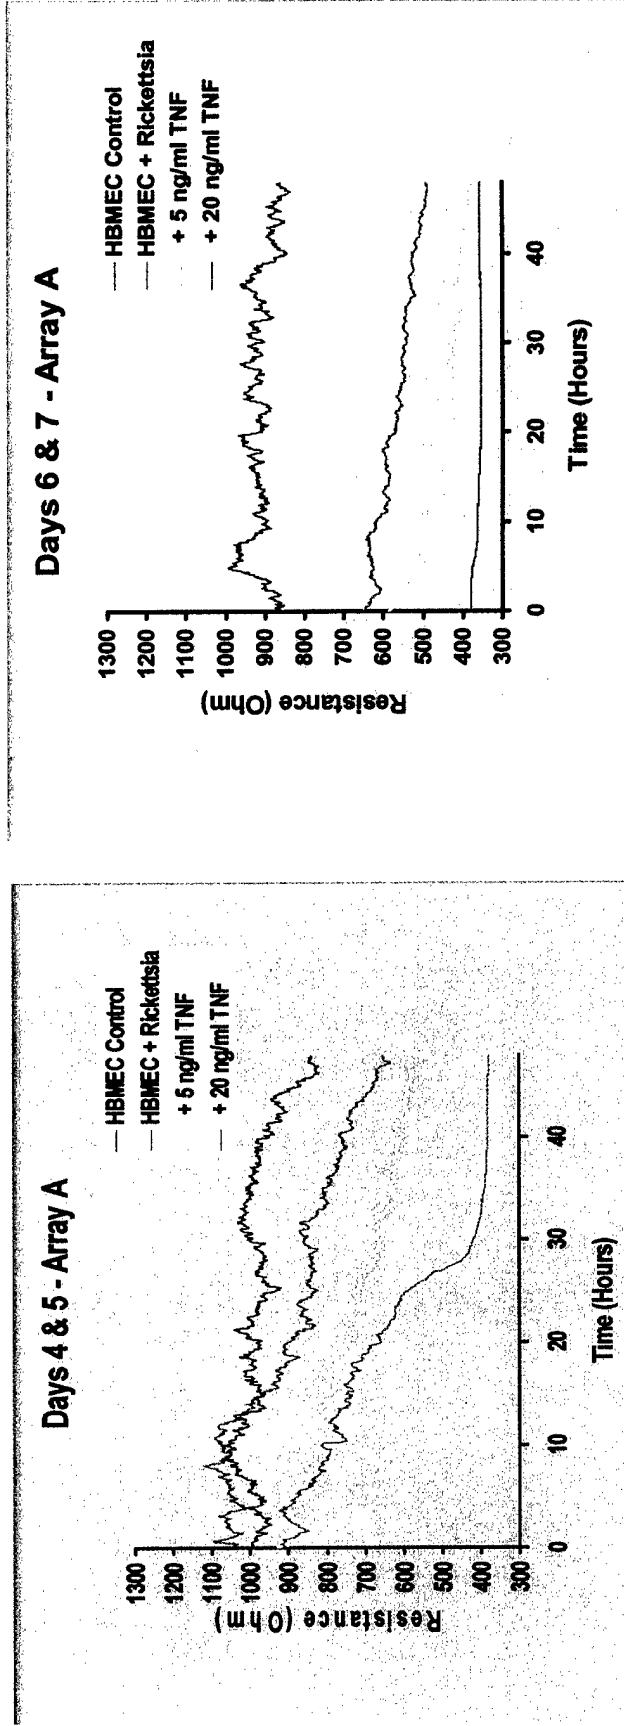 Days 4 & 5 - Array A
HBMEC Control
HBMEC + Rickettsia
+ 5 ng/ml TNF
+ 20 ng/ml TNF
Resistance (Ohm)
1300
1200
1100
1000
900
800
700
600
500
400
300
0
10
20
30
40
Time (Hours)
Days 6 & 7 - Array A
HBMEC Control
HBMEC + Rickettsia
+ 5 ng/ml TNF
+ 20 ng/ml TNF
Resistance (Ohm)
1300
1200
1100
1000
900
800
700
600
500
400
300
0
10
20
30
40
Time (Hours)